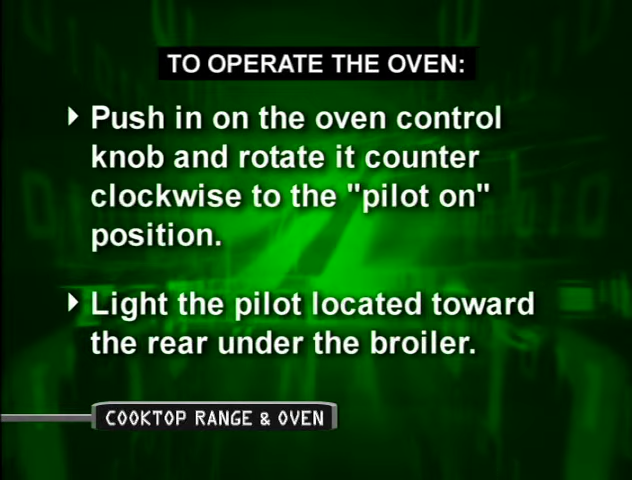 TO OPERATE THE OVEN:
Push in on the oven control
knob and rotate it counter
clockwise to the "pilot on"
position.
Light the pilot located toward
the rear under the broiler.
COOKTOP RANGE & OVEN